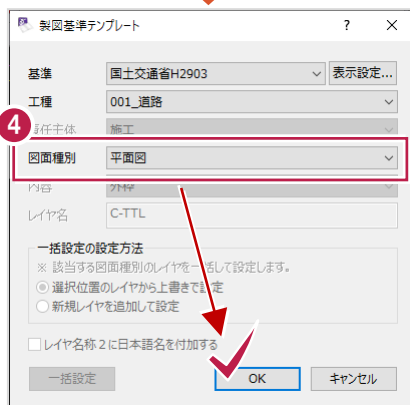 製図基準テンプレート ? ×
基準 国土交通省H2903 表示設定...
工種 001_道路
4
責任主体 施工
図面種別 平面図
内容 外枠
レイヤ名 C-TTL
一括設定の設定方法
※ 該当する図面種別のレイヤを一括して設定します。
選択位置のレイヤから上書きで設定
新規レイヤを追加して設定
レイヤ名称2に日本語名を付加する
一括設定 OK キャンセル